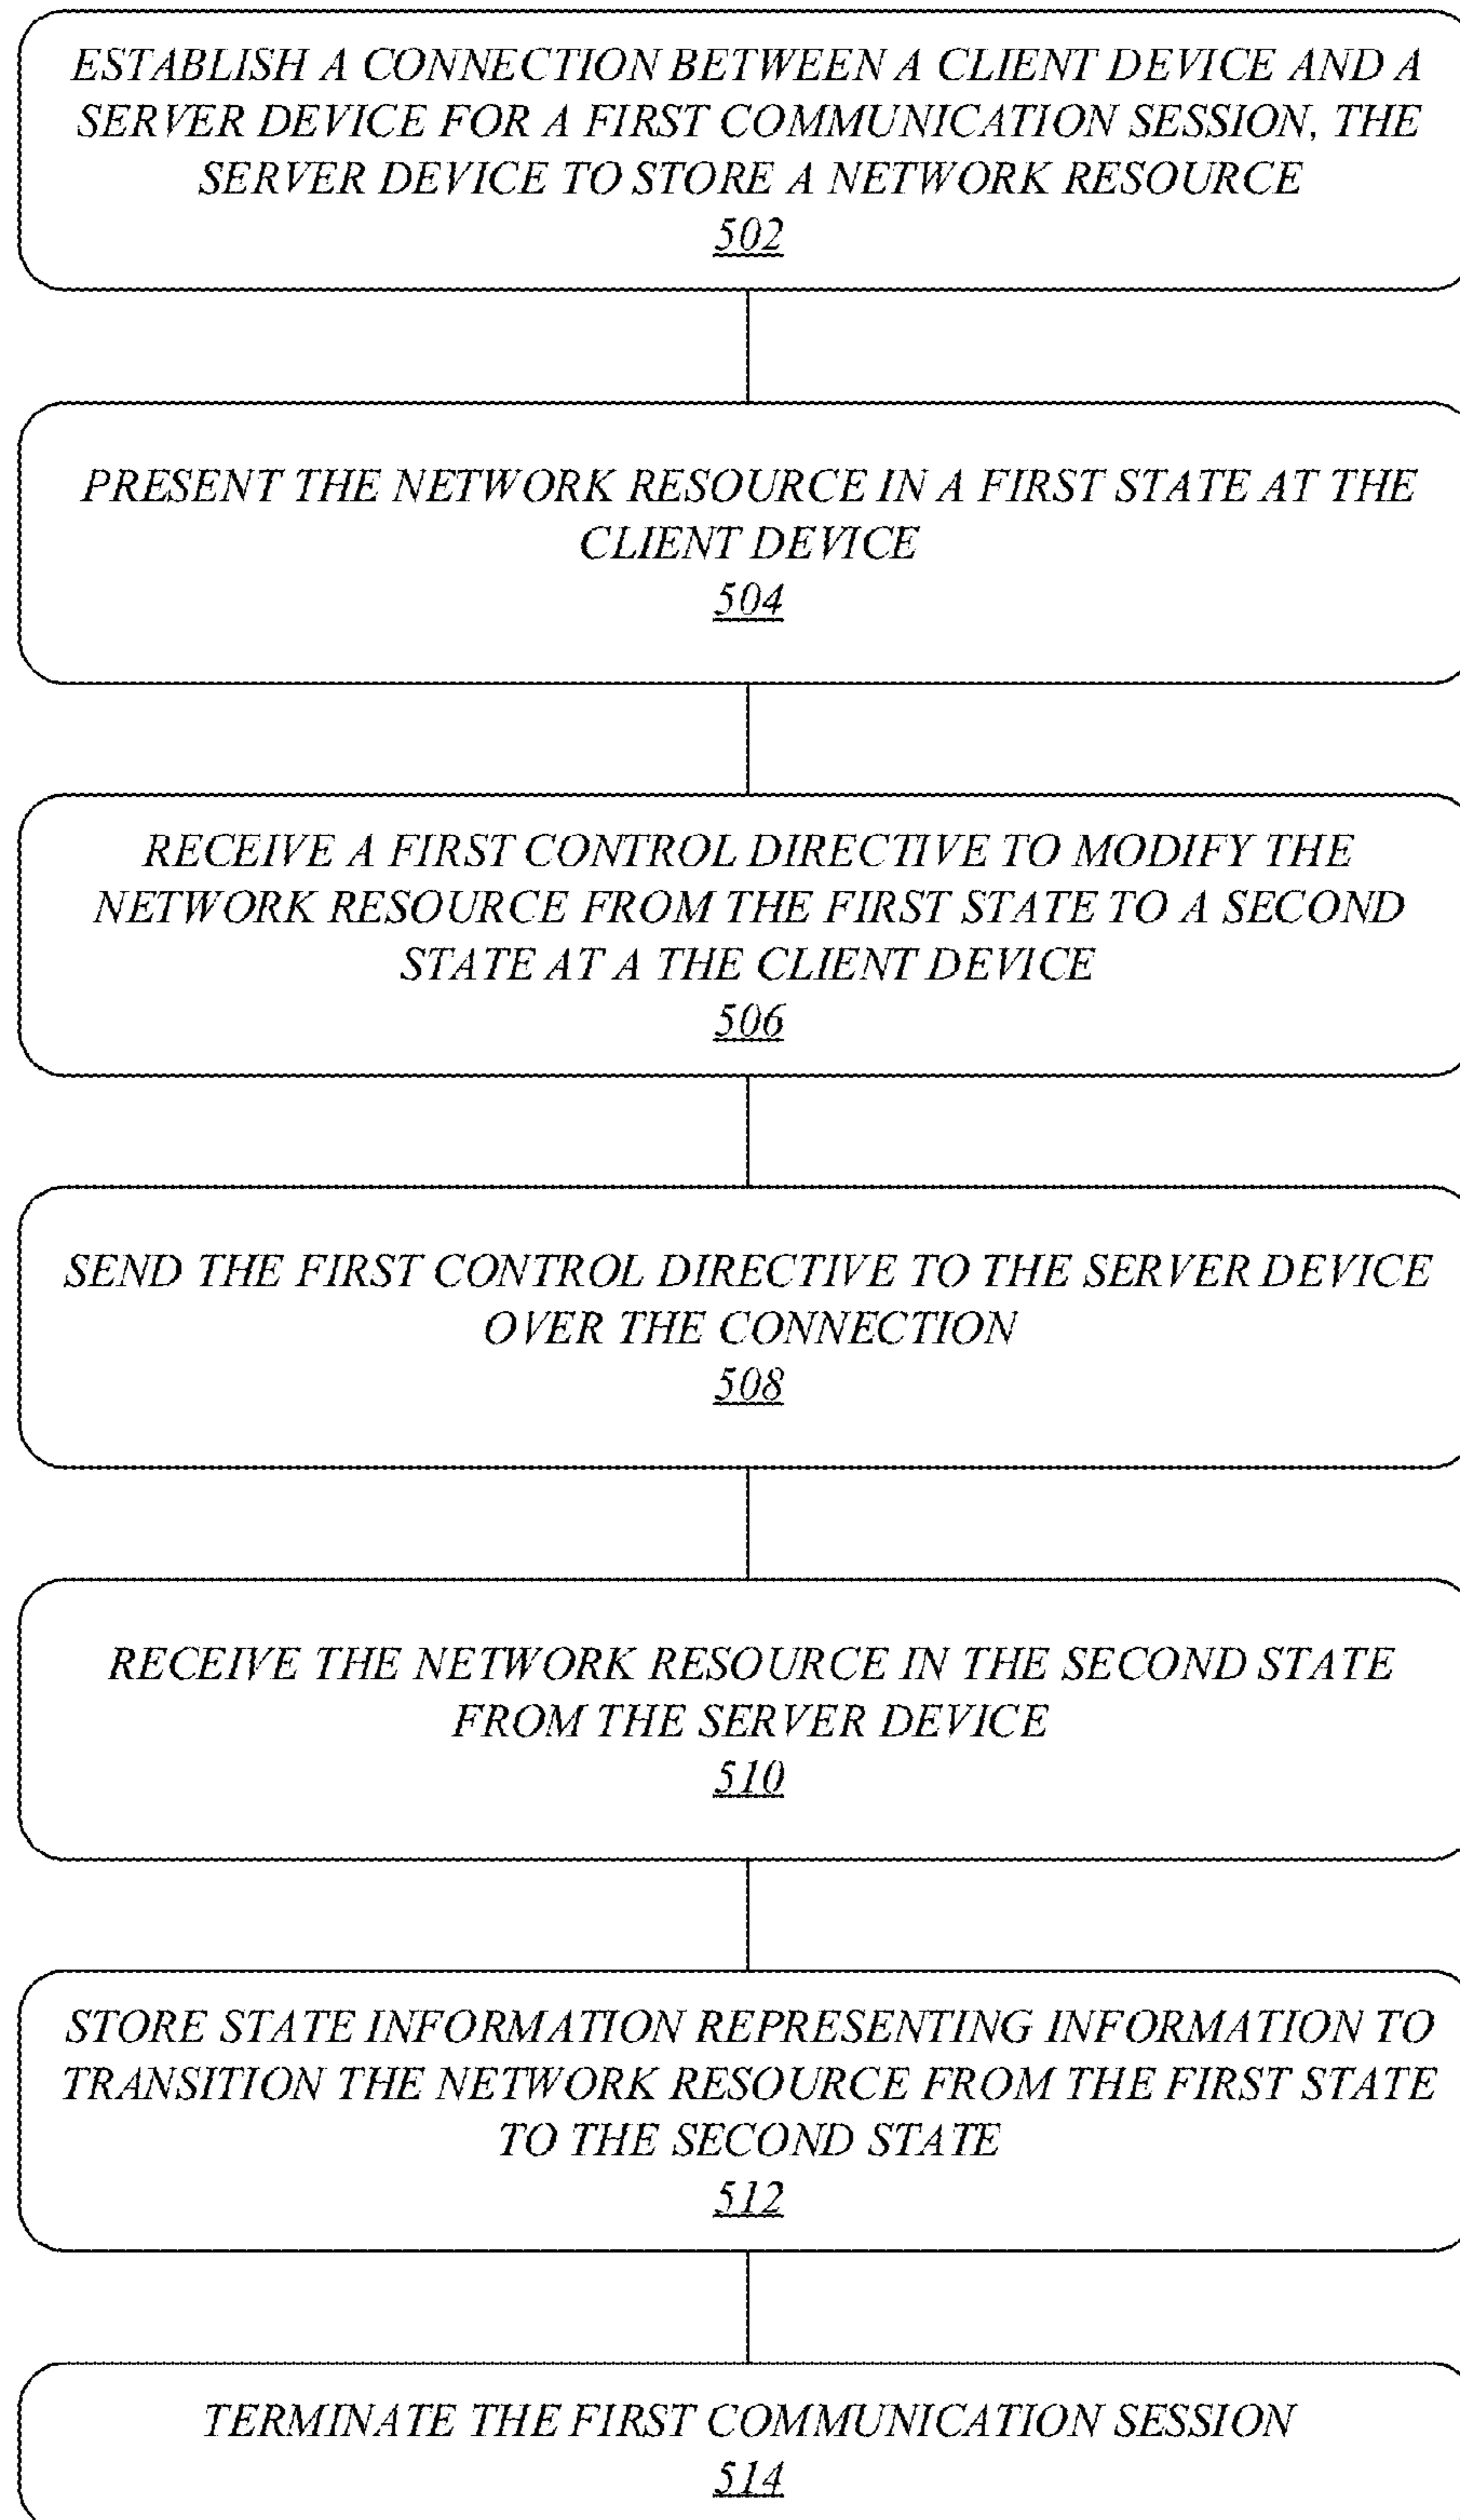 ESTABLISH A CONNECTION BETWEEN A CLIENT DEVICE AND A
SERVER DEVICE FOR A FIRST COMMUNICATION SESSION, THE
SERVER DEVICE TO STORE A NETWORK RESOURCE
502
PRESENT THE NETWORK RESOURCE IN A FIRST STATE AT THE
CLIENT DEVICE
504
RECEIVE A FIRST CONTROL DIRECTIVE TO MODIFY THE
NETWORK RESOURCE FROM THE FIRST STATE TO A SECOND
STATE AT A THE CLIENT DEVICE
506
SEND THE FIRST CONTROL DIRECTIVE TO THE SERVER DEVICE
OVER THE CONNECTION
508
RECEIVE THE NETWORK RESOURCE IN THE SECOND STATE
FROM THE SERVER DEVICE
510
STORE STATE INFORMATION REPRESENTING INFORMATION TO
TRANSITION THE NETWORK RESOURCE FROM THE FIRST STATE
TO THE SECOND STATE
512
TERMINATE THE FIRST COMMUNICATION SESSION
514